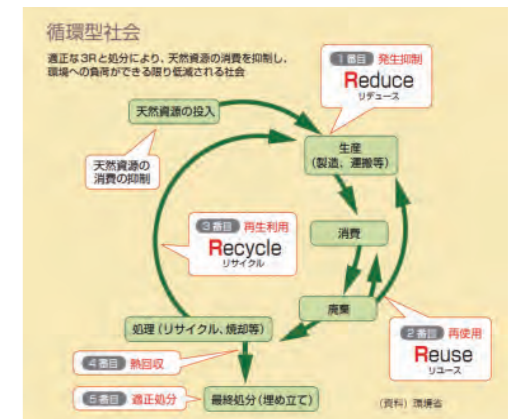 循環型社会
適正な3Rと処分により、天然資源の消費を抑制し、
環境への負荷ができる限り低減される社会
1番目 発生抑制
Reduce
リデュース
天然資源の投入
天然資源の
消費の抑制
生産
(製造、運搬等)
3番目 再生利用
Recycle
リサイクル
消費
廃棄
処理(リサイクル、焼却等)
2番目 再使用
Reuse
リユース
4番目 熱回収
5番目 適正処分
最終処分(埋め立て)
(資料)環境省